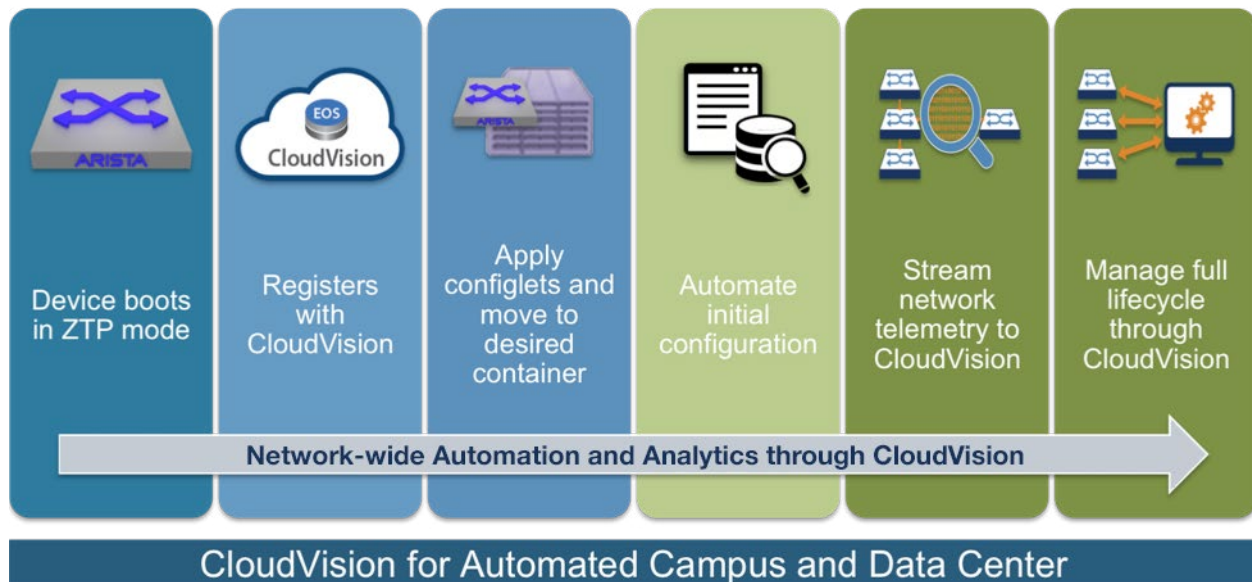 ARISTA
Device boots
in ZTP mode
EOS
CloudVision
Registers
with
CloudVision
ARISTA
Apply
configlets and
move to
desired
container
Automate
initial
configuration
Stream
network
telemetry to
CloudVision
Manage full
lifecycle
through
CloudVision
Network-wide Automation and Analytics through CloudVision
CloudVision for Automated Campus and Data Center